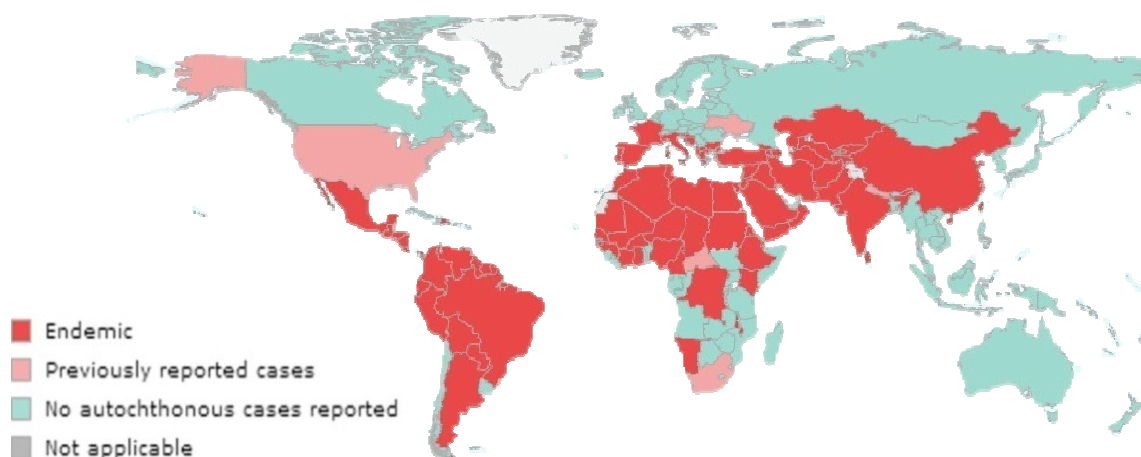 Endemic
Previously reported cases
No autochthonous cases reported
Not applicable